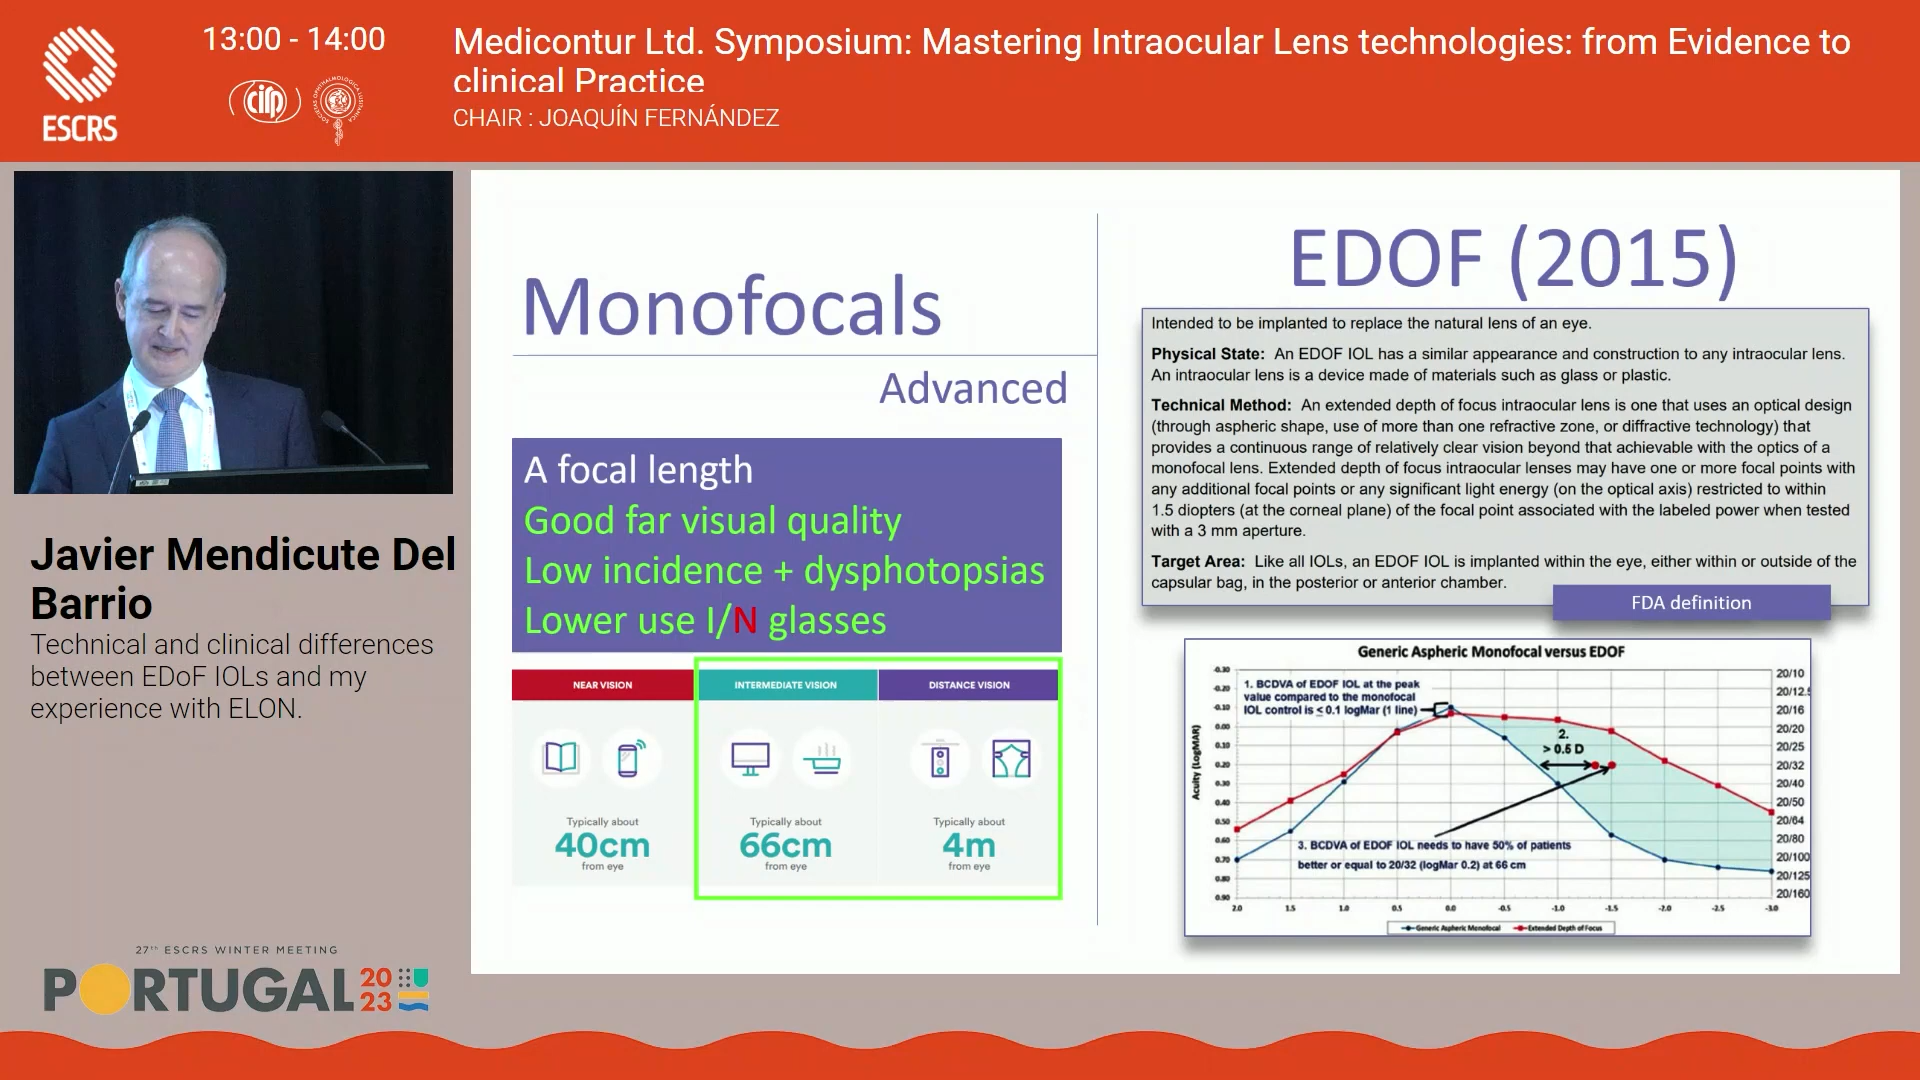 ESCRS
13:00 - 14:00
cirp
Medicontur Ltd. Symposium: Mastering Intraocular Lens technologies: from Evidence to
clinical Practice
CHAIR : JOAQUÍN FERNÁNDEZ
Javier Mendicute Del
Barrio
Technical and clinical differences
between EDoF IOLs and my
experience with ELON.
27TH ESCRS WINTER MEETING
PORTUGAL 20
23
Monofocals
Advanced
A focal length
Good far visual quality
Low incidence + dysphotopsias
Lower use I/N glasses
NEAR VISION
INTERMEDIATE VISION
DISTANCE VISION
Typically about
40cm
from eye
Typically about
66cm
from eye
Typically about
4m
from eye
EDOF (2015)
Intended to be implanted to replace the natural lens of an eye.
Physical State: An EDOF IOL has a similar appearance and construction to any intraocular lens.
An intraocular lens is a device made of materials such as glass or plastic.
Technical Method: An extended depth of focus intraocular lens is one that uses an optical design
(through aspheric shape, use of more than one refractive zone, or diffractive technology) that
provides a continuous range of relatively clear vision beyond that achievable with the optics of a
monofocal lens. Extended depth of focus intraocular lenses may have one or more focal points with
any additional focal points or any significant light energy (on the optical axis) restricted to within
1.5 diopters (at the corneal plane) of the focal point associated with the labeled power when tested
with a 3 mm aperture.
Target Area: Like all IOLs, an EDOF IOL is implanted within the eye, either within or outside of the
capsular bag, in the posterior or anterior chamber.
FDA definition
Generic Aspheric Monofocal versus EDOF
1. BCDVA of EDOF IOL at the peak
value compared to the monofocal
IOL control is ≤ 0.1 logMar (1 line)
2.
> 0.5 D
3. BCDVA of EDOF IOL needs to have 50% of patients
better or equal to 20/32 (logMar 0.2) at 66 cm
Acuity (LogMAR)
-0.30
-0.20
-0.10
0.00
0.10
0.20
0.30
0.40
0.50
0.60
0.70
0.80
0.90
20/10
20/12.5
20/16
20/20
20/25
20/32
20/40
20/50
20/64
20/80
20/100
20/125
20/160
2.0 1.5 1.0 0.5 0.0 -0.5 -1.0 -1.5 -2.0 -2.5 -3.0
Generic Aspheric Monofocal Extended Depth of Focus